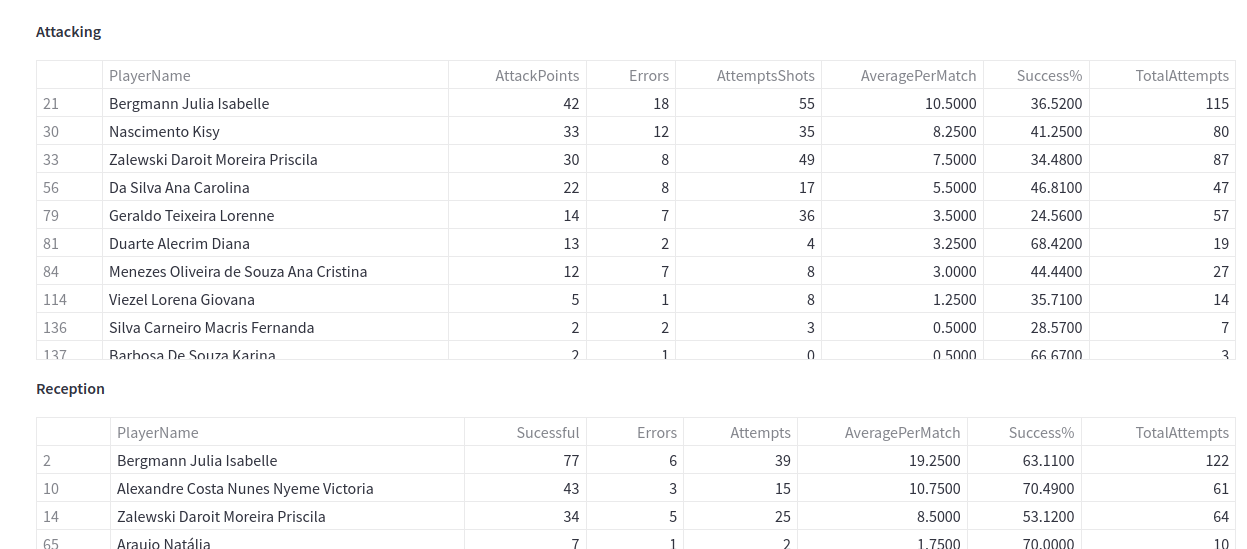 Attacking
PlayerName AttackPoints Errors AttemptsShots AveragePerMatch Success% TotalAttempts
21 Bergmann Julia Isabelle 42 18 55 10.5000 36.5200 115
30 Nascimento Kisy 33 12 35 8.2500 41.2500 80
33 Zalewski Daroit Moreira Priscila 30 8 49 7.5000 34.4800 87
56 Da Silva Ana Carolina 22 8 17 5.5000 46.8100 47
79 Geraldo Teixeira Lorenne 14 7 36 3.5000 24.5600 57
81 Duarte Alecrim Diana 13 2 4 3.2500 68.4200 19
84 Menezes Oliveira de Souza Ana Cristina 12 7 8 3.0000 44.4400 27
114 Viezel Lorena Giovana 5 1 8 1.2500 35.7100 14
136 Silva Carneiro Macris Fernanda 2 2 3 0.5000 28.5700 7
137 Barbosa De Souza Karina 2 1 0 0.5000 66.6700 3
Reception
PlayerName Sucessful Errors Attempts AveragePerMatch Success% TotalAttempts
2 Bergmann Julia Isabelle 77 6 39 19.2500 63.1100 122
10 Alexandre Costa Nunes Nyeme Victoria 43 3 15 10.7500 70.4900 61
14 Zalewski Daroit Moreira Priscila 34 5 25 8.5000 53.1200 64
65 Araujo Natália 7 1 2 1.7500 70.0000 10